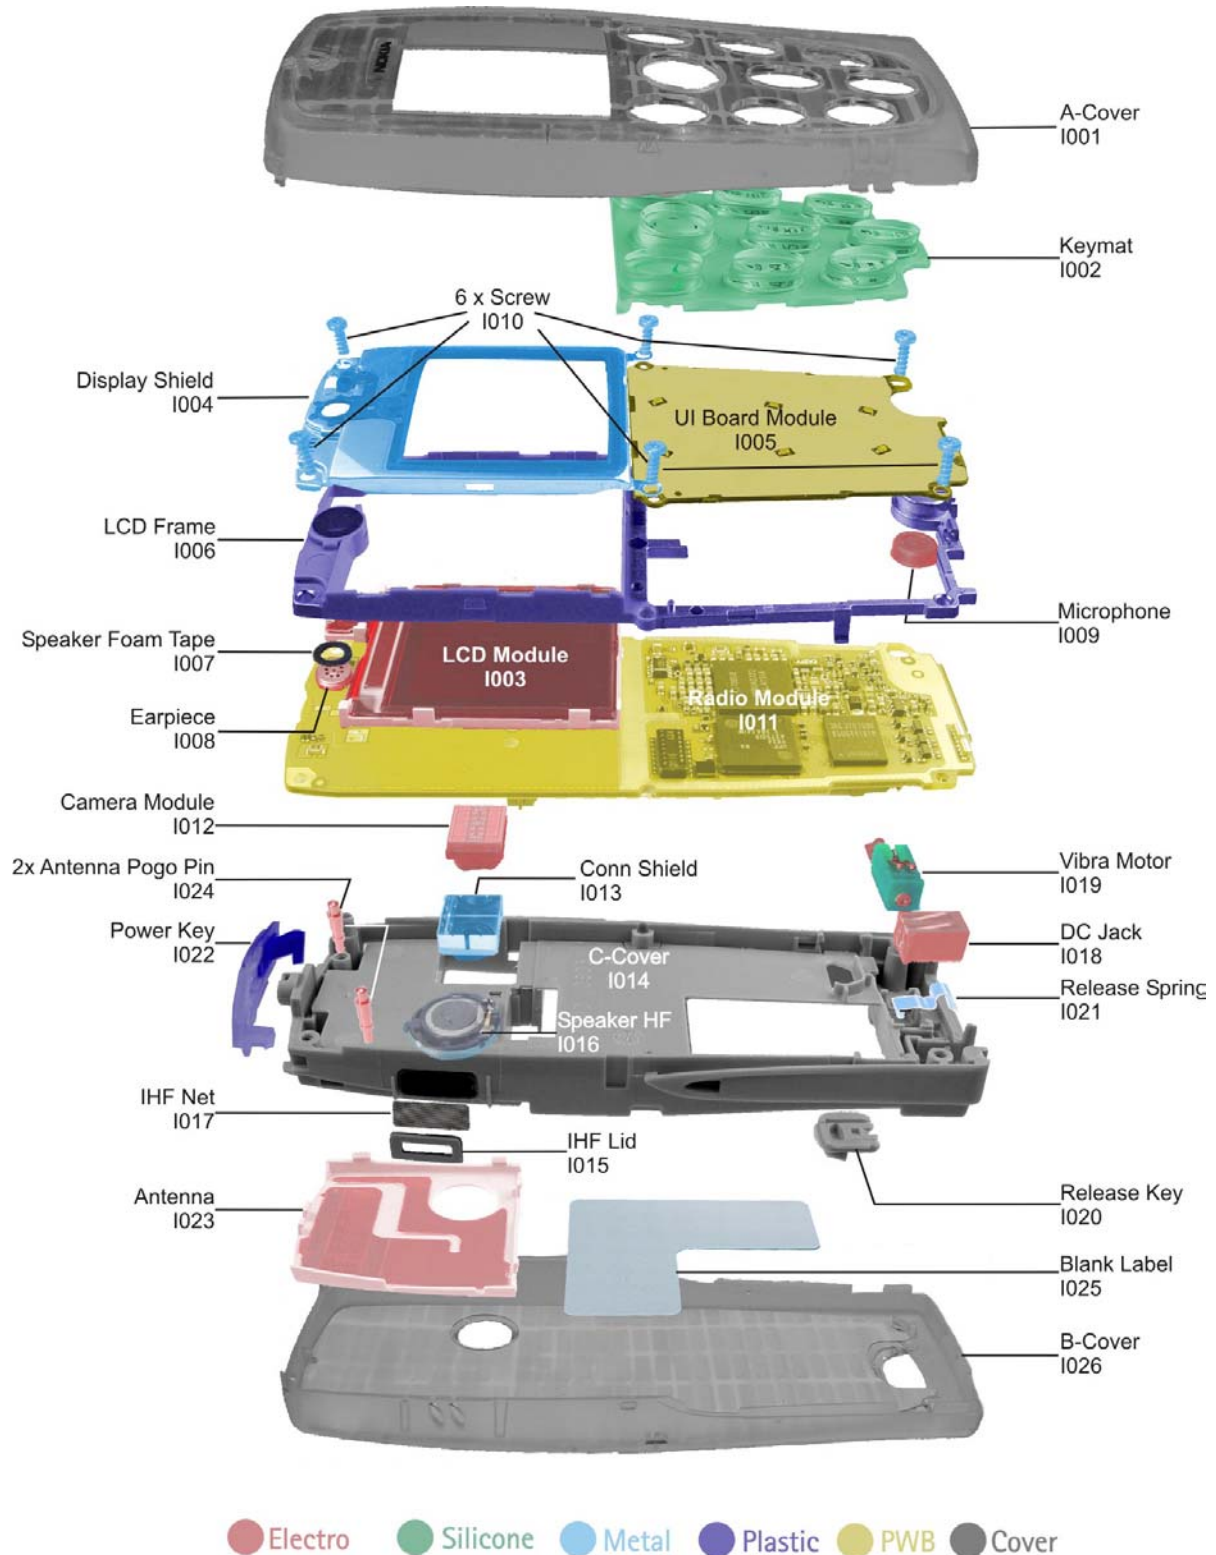 NOKIA
A-Cover
I001
Keymat
I002
6 x Screw
I010
Display Shield
I004
UI Board Module
I005
LCD Frame
I006
Microphone
I009
Speaker Foam Tape
I007
LCD Module
I003
Radio Module
I011
Earpiece
I008
Camera Module
I012
2x Antenna Pogo Pin
I024
Conn Shield
I013
Vibra Motor
I019
Power Key
I022
DC Jack
I018
C-Cover
I014
Release Spring
I021
Speaker HF
I016
IHF Net
I017
IHF Lid
I015
Antenna
I023
Release Key
I020
Blank Label
I025
B-Cover
I026
Electro
Silicone
Metal
Plastic
PWB
Cover